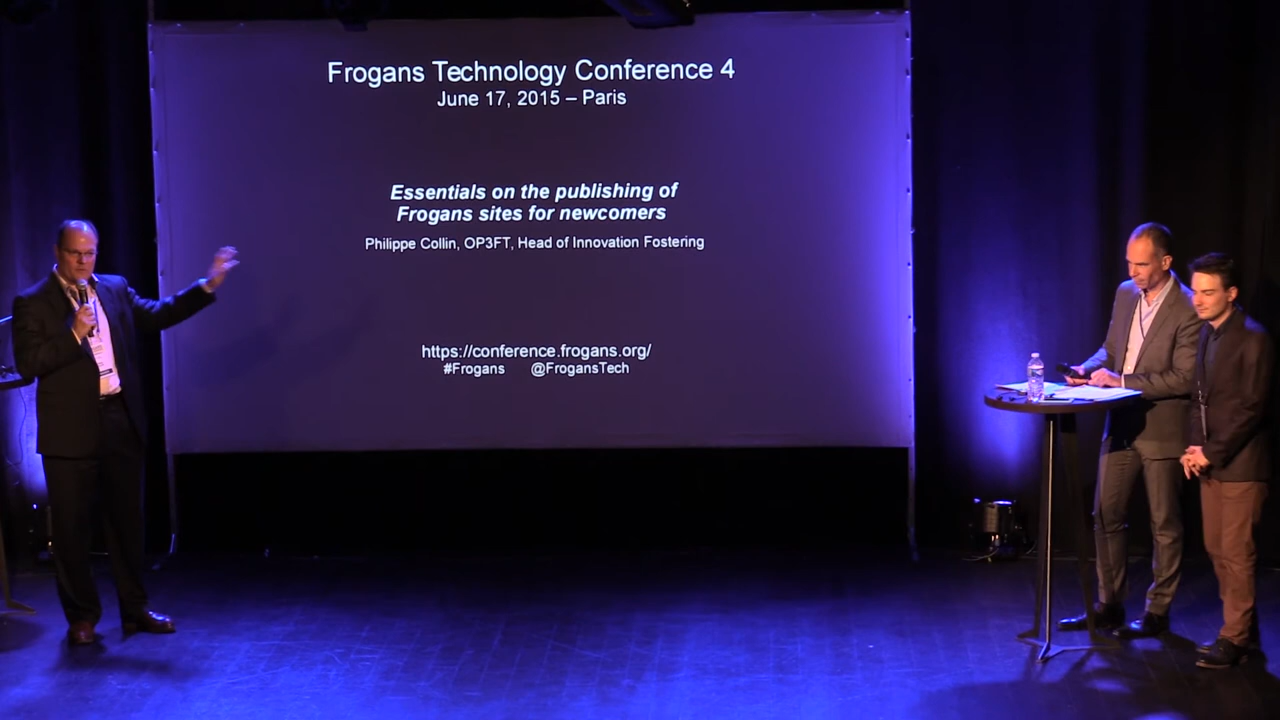 Frogans Technology Conference 4
June 17, 2015 – Paris
Essentials on the publishing of
Frogans sites for newcomers
Philippe Collin, OP3FT, Head of Innovation Fostering
https://conference.frogans.org/
#Frogans @FrogansTech